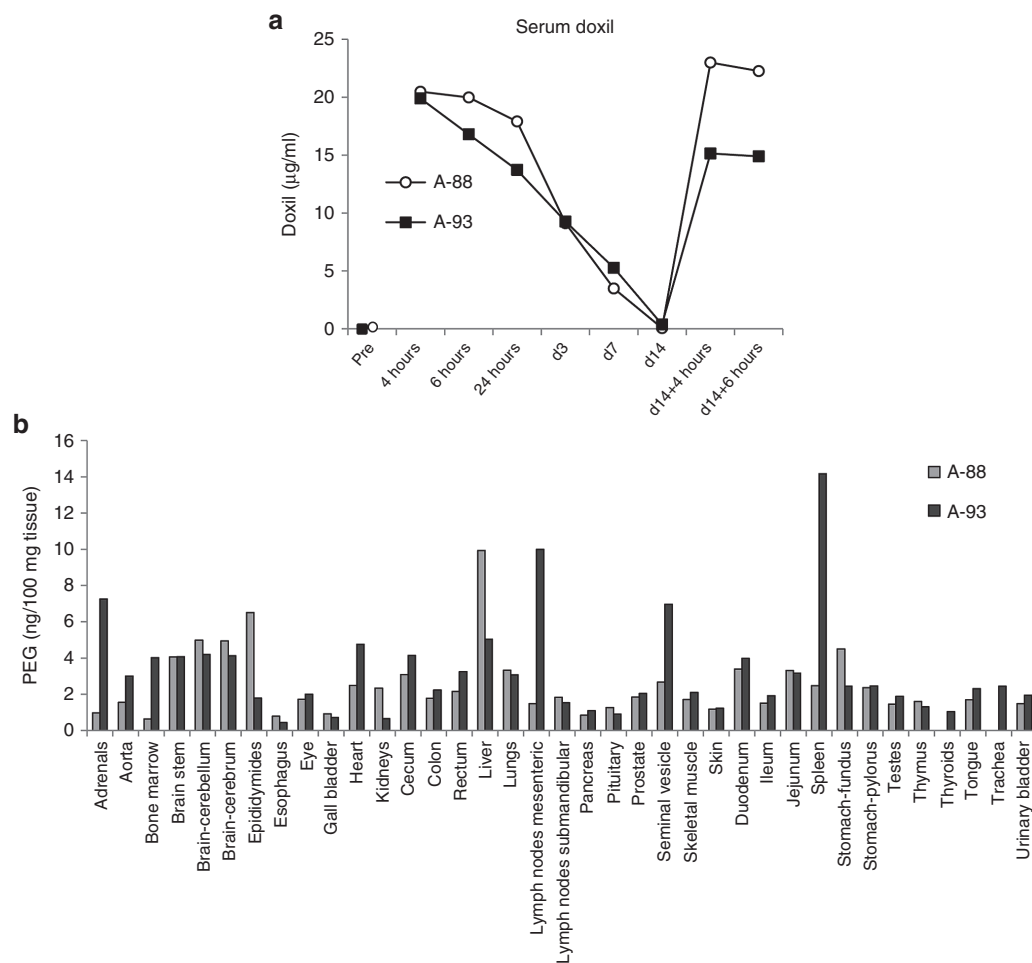 a
Serum doxil
25
20
15
10
5
0
Doxil (μg/ml)
A-88
A-93
Pre
4 hours
6 hours
24 hours
d3
d7
d14
d14+4 hours
d14+6 hours
b
16
14
12
10
8
6
4
2
0
PEG (ng/100 mg tissue)
A-88
A-93
Adrenals
Aorta
Bone marrow
Brain stem
Brain-cerebellum
Brain-cerebrum
Epididymides
Esophagus
Eye
Gall bladder
Heart
Kidneys
Cecum
Colon
Rectum
Liver
Lungs
Lymph nodes mesenteric
Lymph nodes submandibular
Pancreas
Pituitary
Prostate
Seminal vesicle
Skeletal muscle
Skin
Duodenum
Ileum
Jejunum
Spleen
Stomach-fundus
Stomach-pylorus
Testes
Thymus
Thyroids
Tongue
Trachea
Urinary bladder